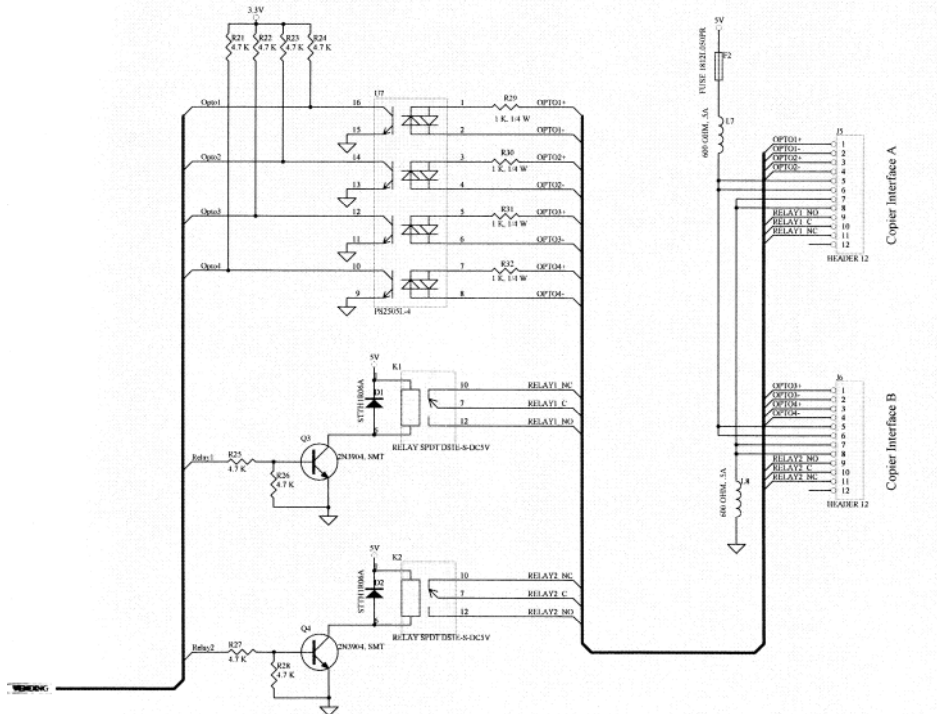 3.3V
R21
4.7 K
R22
4.7 K
R23
4.7 K
R24
4.7 K
U7
Opto1
16
15
1
2
R29
1 K, 1/4 W
OPTO1+
OPTO1-
Opto2
14
13
3
4
R30
1 K, 1/4 W
OPTO2+
OPTO2-
Opto3
12
11
5
6
R31
1 K, 1/4 W
OPTO3+
OPTO3-
Opto4
10
9
7
8
R32
1 K, 1/4 W
OPTO4+
OPTO4-
PS2505L-4
5V
K1
D1
STTH1R06A
10
7
12
RELAY1_NC
RELAY1_C
RELAY1_NO
RELAY SPDT DS1E-S-DC5V
Q3
2N3904, SMT
Relay1
R25
4.7 K
R26
4.7 K
5V
K2
D2
STTH1R06A
10
7
12
RELAY2_NC
RELAY2_C
RELAY2_NO
RELAY SPDT DS1E-S-DC5V
Q4
2N3904, SMT
Relay2
R27
4.7 K
R28
4.7 K
VENDING
5V
F2
FUSE 1812L050PR
L7
600 OHM, .5A
J5
OPTO1+
OPTO1-
OPTO2+
OPTO2-
RELAY1_NO
RELAY1_C
RELAY1_NC
1
2
3
4
5
6
7
8
9
10
11
12
HEADER 12
Copier Interface A
J6
OPTO3+
OPTO3-
OPTO4+
OPTO4-
RELAY2_NO
RELAY2_C
RELAY2_NC
1
2
3
4
5
6
7
8
9
10
11
12
HEADER 12
Copier Interface B
L8
600 OHM, .5A